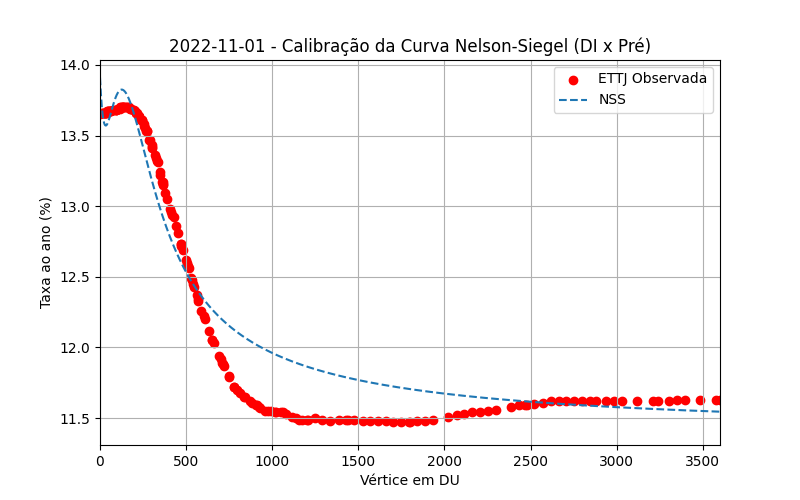 2022-11-01 - Calibração da Curva Nelson-Siegel (DI x Pré)
ETTJ Observada
NSS
Taxa ao ano (%)
14.0
13.5
13.0
12.5
12.0
11.5
0 500 1000 1500 2000 2500 3000 3500
Vértice em DU